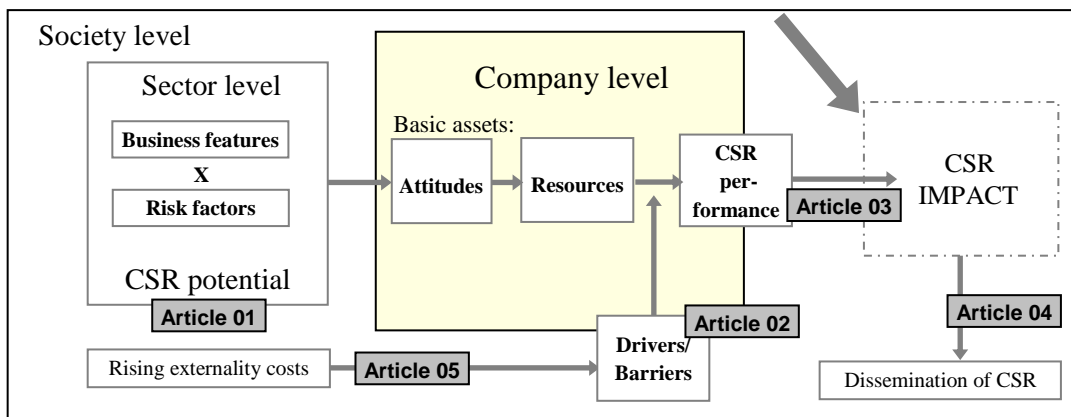 Society level
Sector level
Business features
X
Risk factors
CSR potential
Article 01
Company level
Basic assets:
Attitudes
Resources
CSR
per-
formance
Article 03
CSR
IMPACT
Article 02
Article 04
Rising externality costs
Article 05
Drivers/
Barriers
Dissemination of CSR